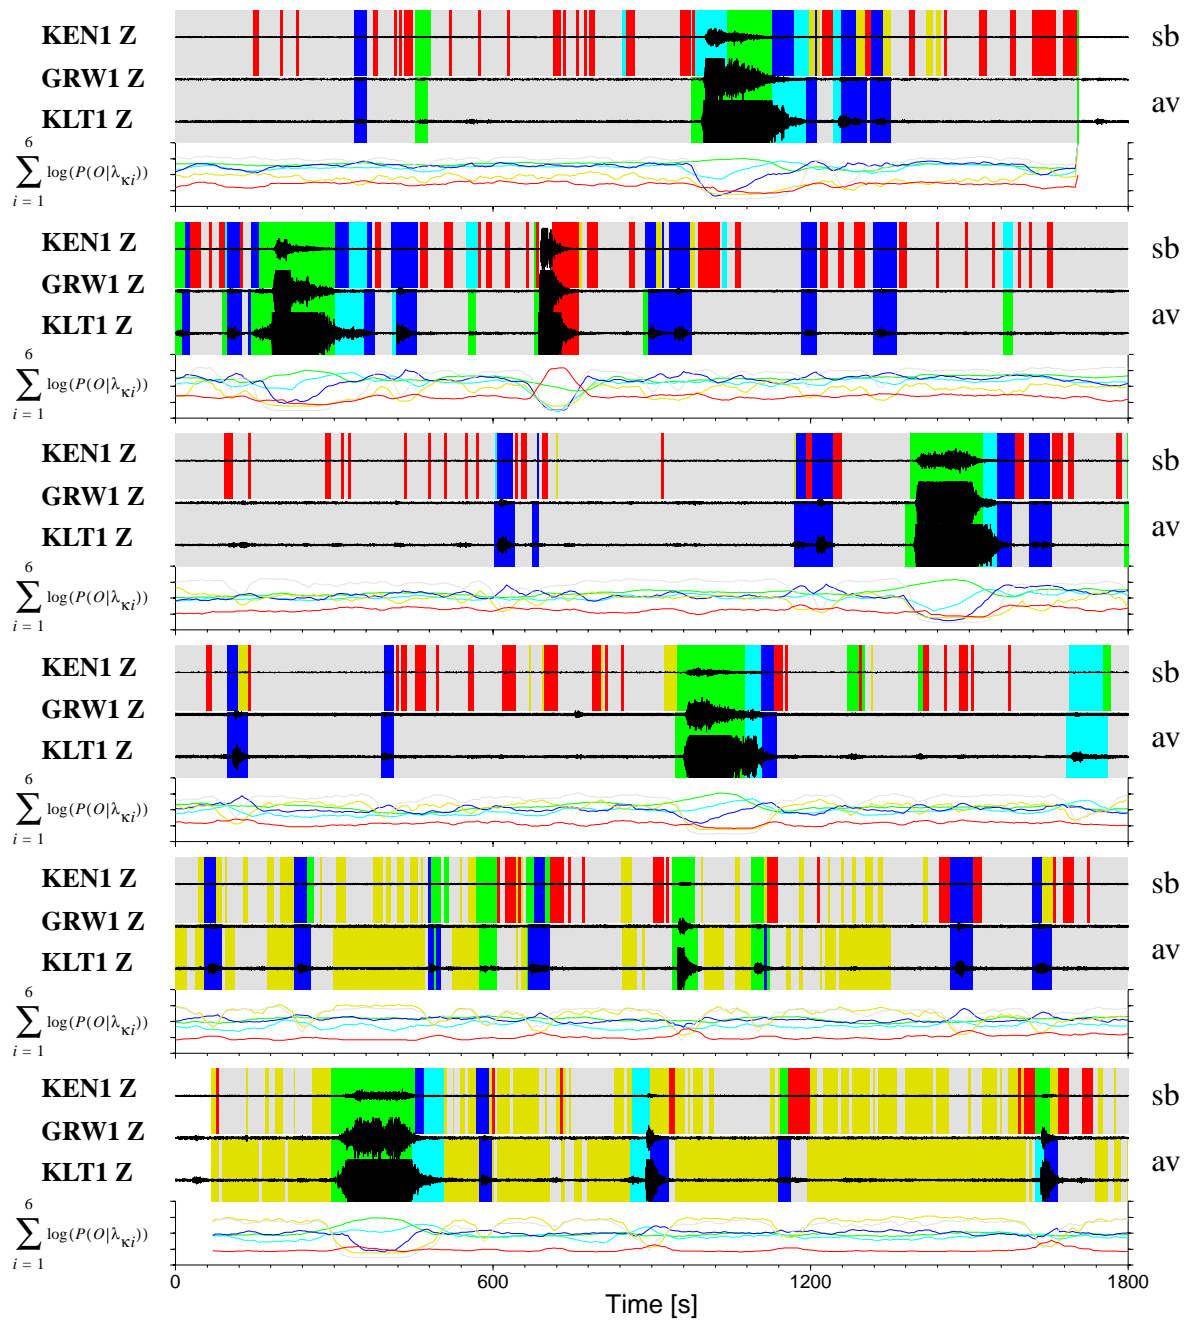 KEN1 Z
sb
GRW1 Z
KLT1 Z
av
6
∑ log(P(O|λκi))
i = 1
KEN1 Z
sb
GRW1 Z
KLT1 Z
av
6
∑ log(P(O|λκi))
i = 1
KEN1 Z
sb
GRW1 Z
KLT1 Z
av
6
∑ log(P(O|λκi))
i = 1
KEN1 Z
sb
GRW1 Z
KLT1 Z
av
6
∑ log(P(O|λκi))
i = 1
KEN1 Z
sb
GRW1 Z
KLT1 Z
av
6
∑ log(P(O|λκi))
i = 1
KEN1 Z
sb
GRW1 Z
KLT1 Z
av
6
∑ log(P(O|λκi))
i = 1
0 600 1200 1800
Time [s]